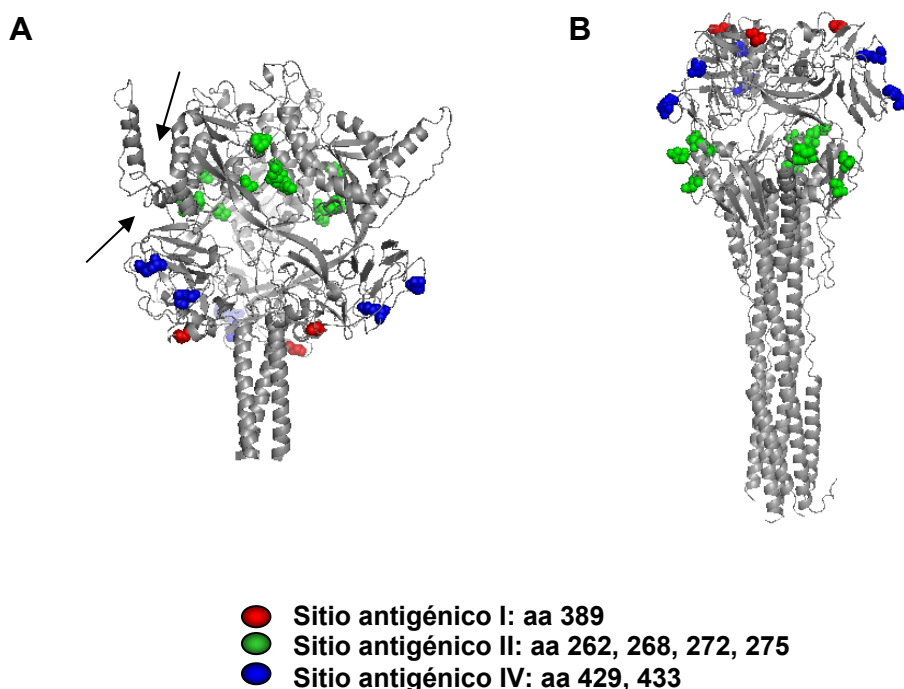 A
B
Sitio antigénico I: aa 389
Sitio antigénico II: aa 262, 268, 272, 275
Sitio antigénico IV: aa 429, 433